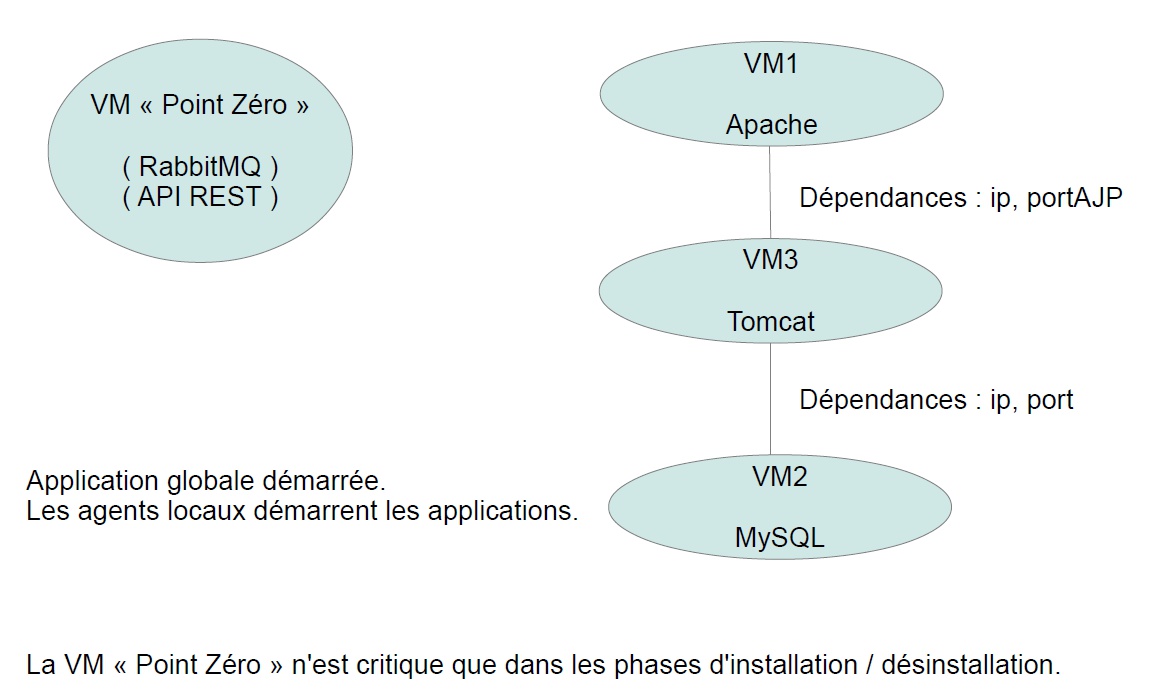 VM « Point Zéro »
( RabbitMQ )
( API REST )
VM1
Apache
Dépendances : ip, portAJP
VM3
Tomcat
Dépendances : ip, port
VM2
MySQL
Application globale démarrée.
Les agents locaux démarrent les applications.
La VM « Point Zéro » n'est critique que dans les phases d'installation / désinstallation.